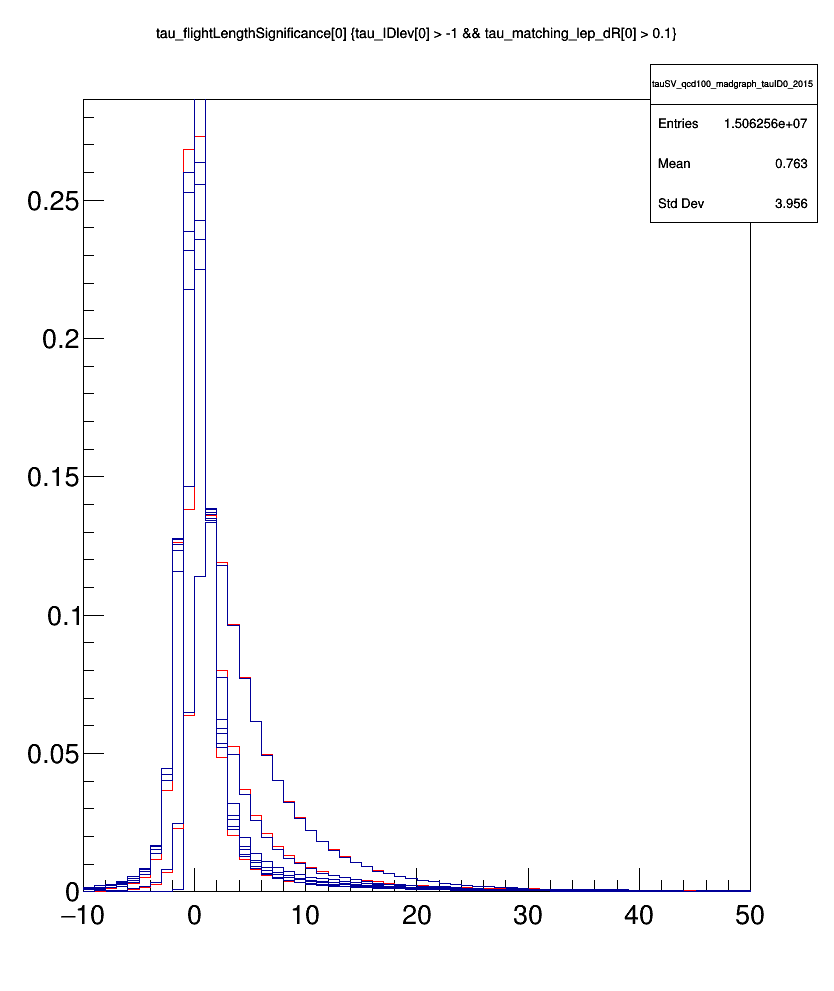 tau_flightLengthSignificance[0] {tau_IDlev[0] > -1 && tau_matching_lep_dR[0] > 0.1}
tauSV_qcd100_madgraph_tauID0_2015
Entries 1.506256e+07
Mean 0.763
Std Dev 3.956
0.25
0.2
0.15
0.1
0.05
0
−10 0 10 20 30 40 50